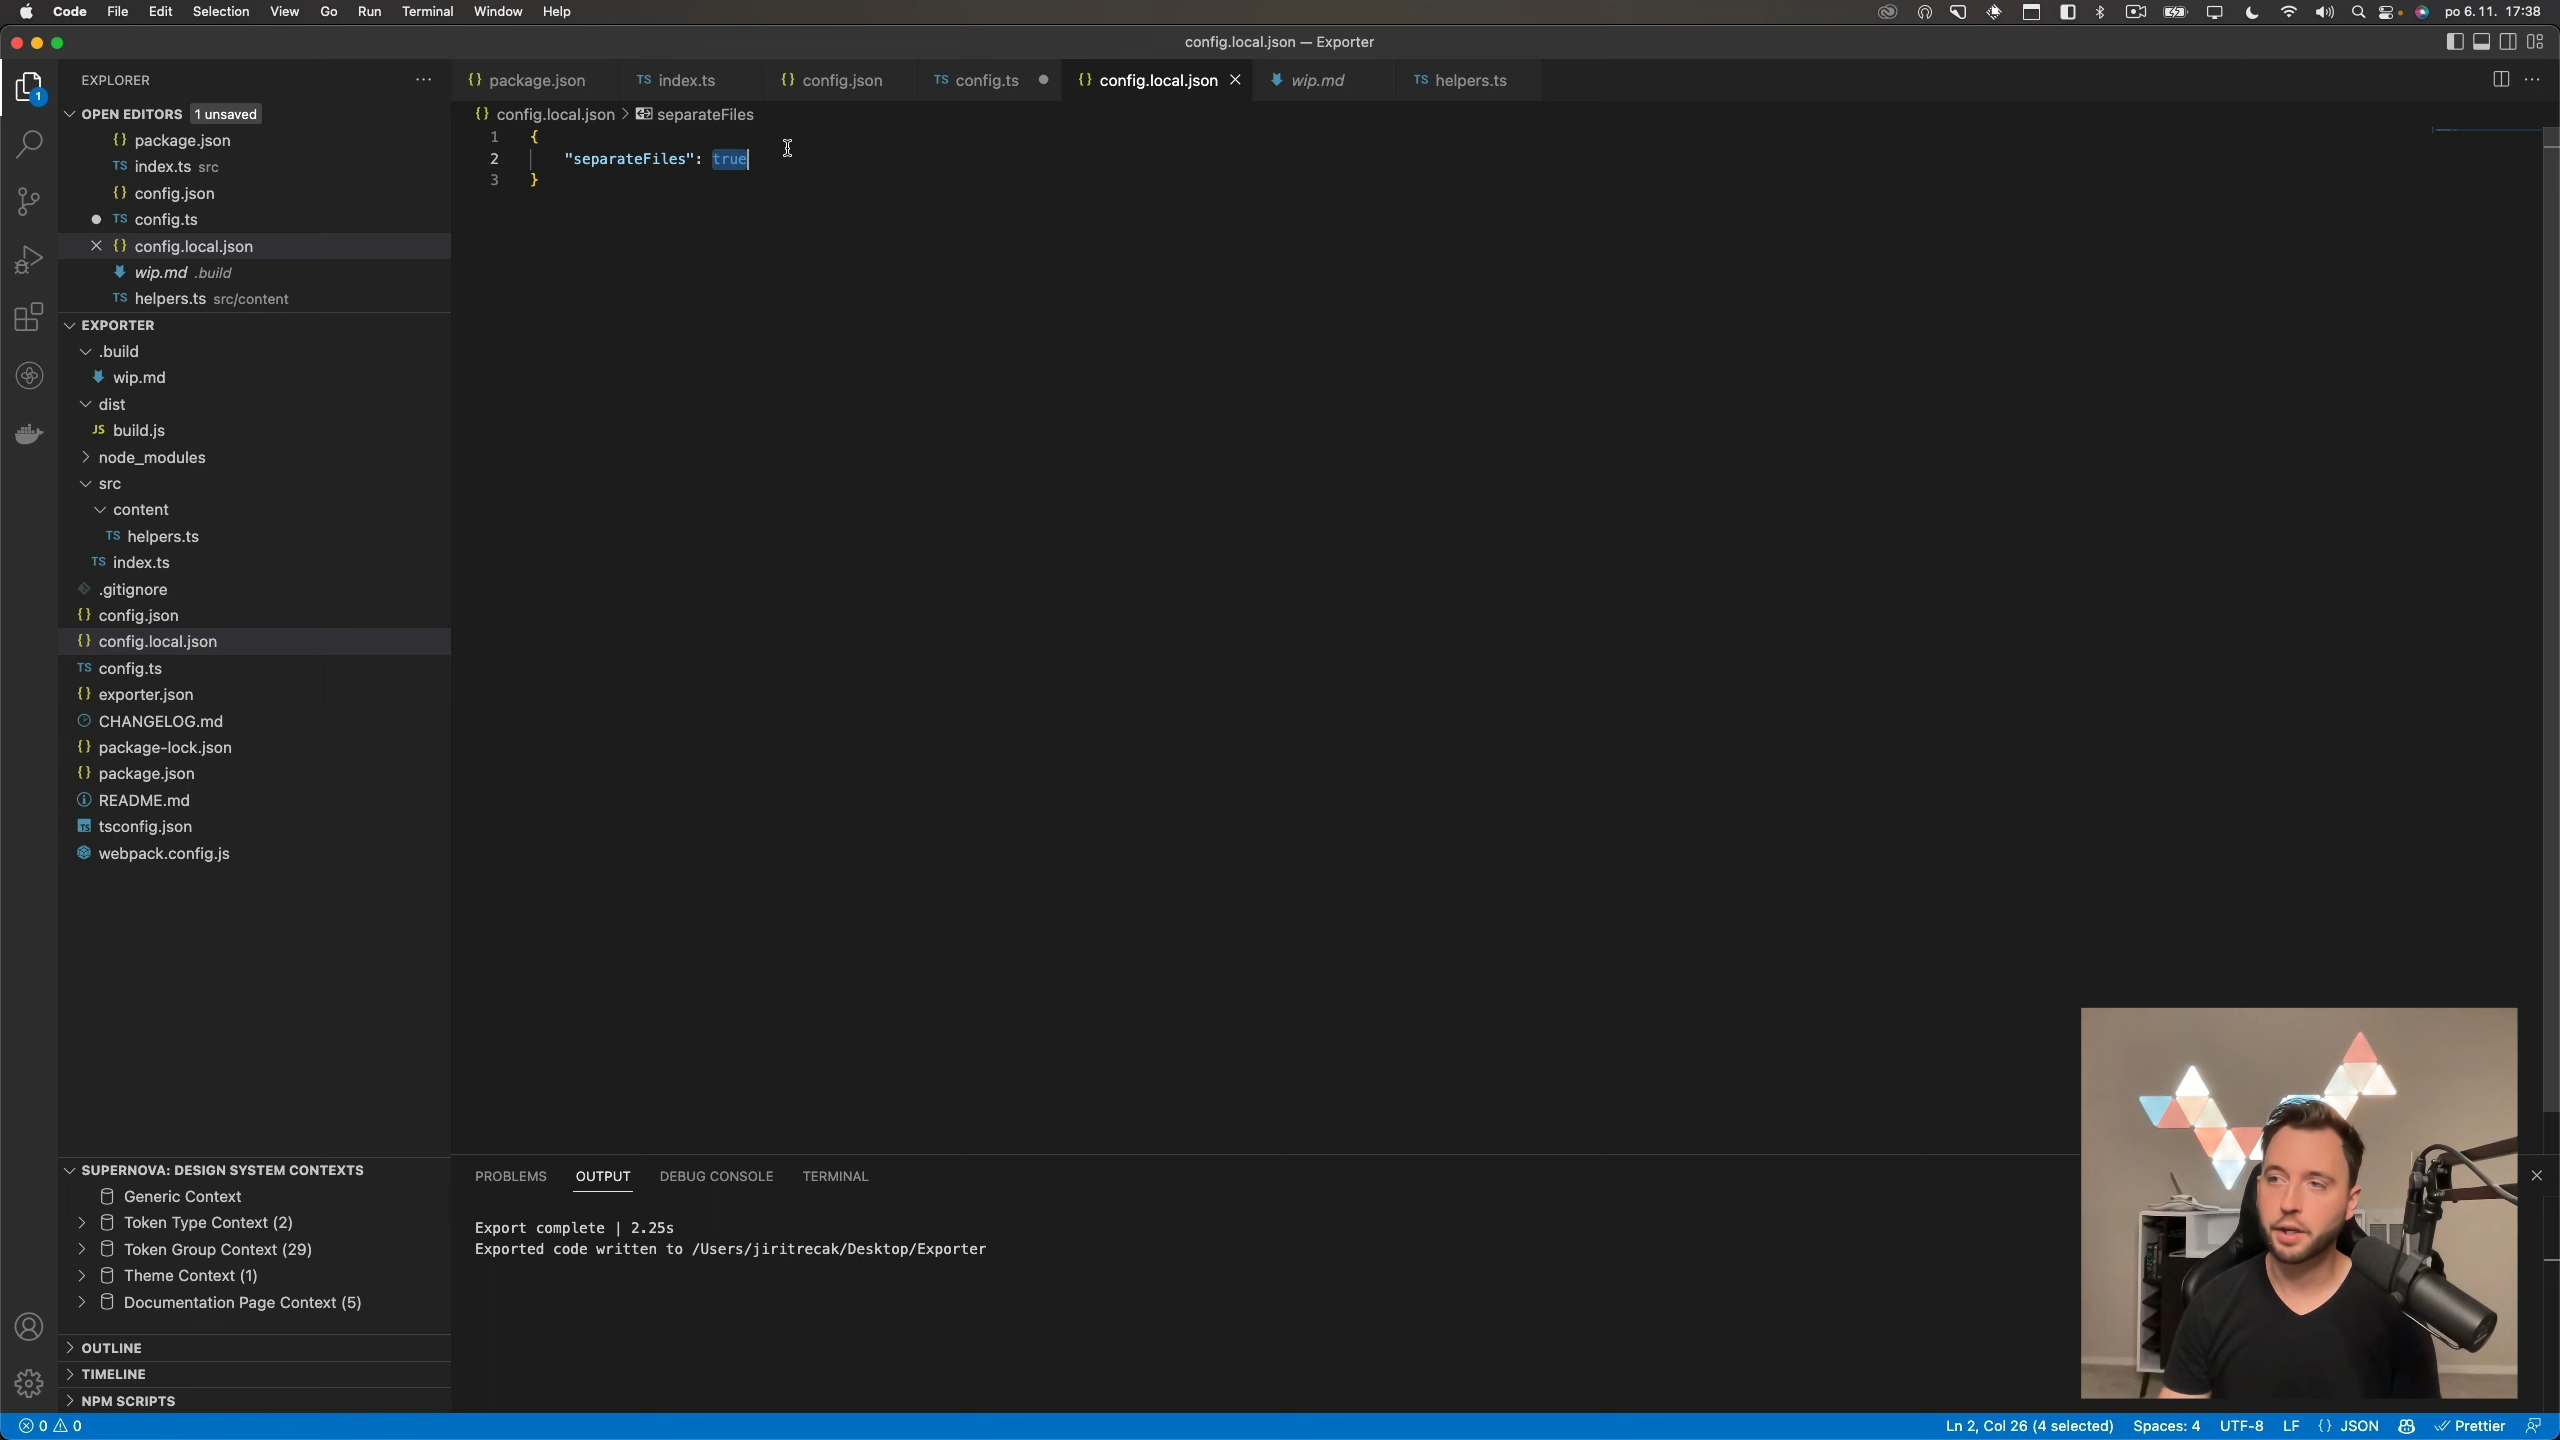 Code File Edit Selection View Go Run Terminal Window Help
po 6. 11. 17:38
config.local.json — Exporter
EXPLORER
OPEN EDITORS 1 unsaved
package.json
index.ts src
config.json
config.ts
config.local.json
wip.md .build
helpers.ts src/content
EXPORTER
.build
wip.md
dist
JS build.js
node_modules
src
content
TS helpers.ts
TS index.ts
.gitignore
{} config.json
{} config.local.json
TS config.ts
{} exporter.json
CHANGELOG.md
{} package-lock.json
{} package.json
README.md
TS tsconfig.json
webpack.config.js
SUPERNOVA: DESIGN SYSTEM CONTEXTS
Generic Context
Token Type Context (2)
Token Group Context (29)
Theme Context (1)
Documentation Page Context (5)
OUTLINE
TIMELINE
NPM SCRIPTS
{} package.json TS index.ts {} config.json TS config.ts {} config.local.json wip.md TS helpers.ts
{} config.local.json > separateFiles
1 {
2 "separateFiles": true
3 }
PROBLEMS OUTPUT DEBUG CONSOLE TERMINAL
Export complete | 2.25s
Exported code written to /Users/jiritrecak/Desktop/Exporter
0 0
Ln 2, Col 26 (4 selected) Spaces: 4 UTF-8 LF {} JSON Prettier